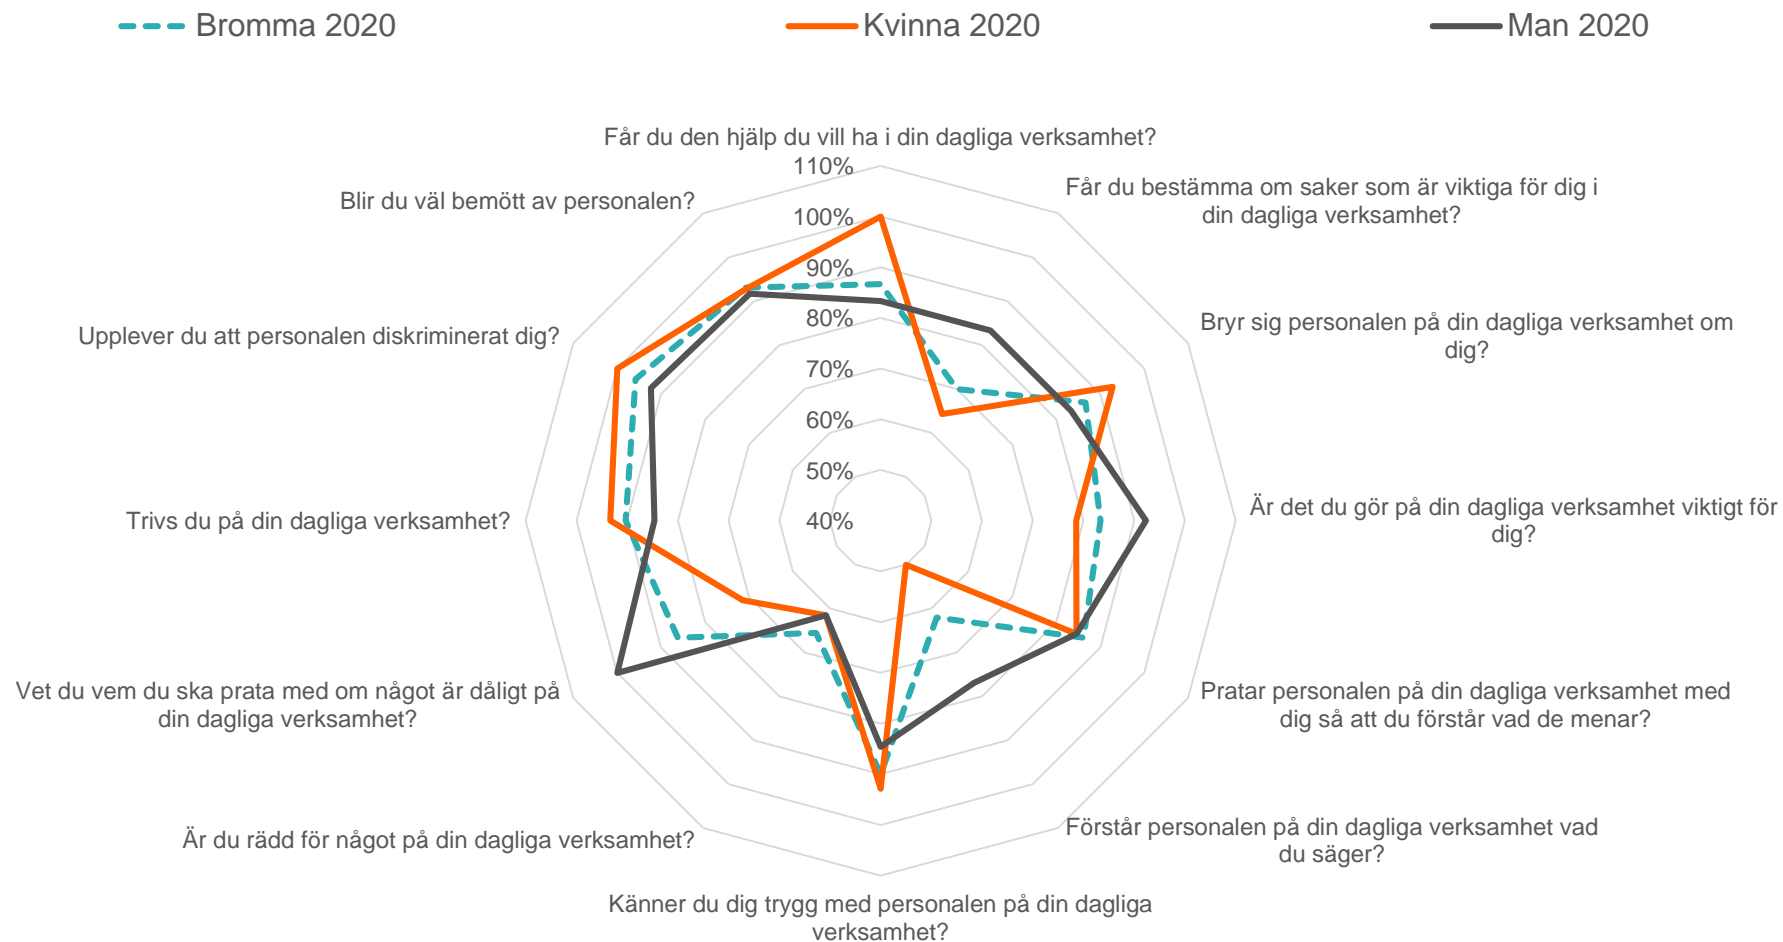 Bromma 2020
Kvinna 2020
Man 2020
Får du den hjälp du vill ha i din dagliga verksamhet?
Får du bestämma om saker som är viktiga för dig i
din dagliga verksamhet?
Bryr sig personalen på din dagliga verksamhet om
dig?
Är det du gör på din dagliga verksamhet viktigt för
dig?
Pratar personalen på din dagliga verksamhet med
dig så att du förstår vad de menar?
Förstår personalen på din dagliga verksamhet vad
du säger?
Känner du dig trygg med personalen på din dagliga
verksamhet?
Är du rädd för något på din dagliga verksamhet?
Vet du vem du ska prata med om något är dåligt på
din dagliga verksamhet?
Trivs du på din dagliga verksamhet?
Upplever du att personalen diskriminerat dig?
Blir du väl bemött av personalen?
110%
100%
90%
80%
70%
60%
50%
40%